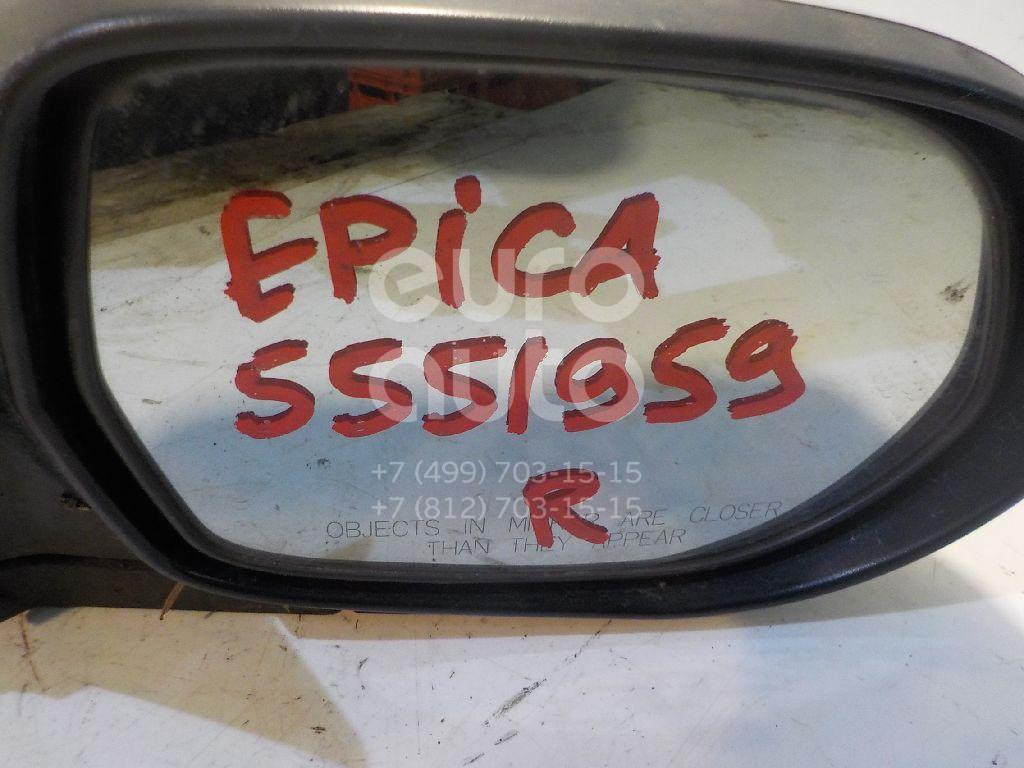 EPiCA
euro
5551959
auto
+7 (499) 703-15-15
R
+7 (812) 703-15-15
OBJECTS IN MIRROR ARE CLOSER
THAN THEY APPEAR